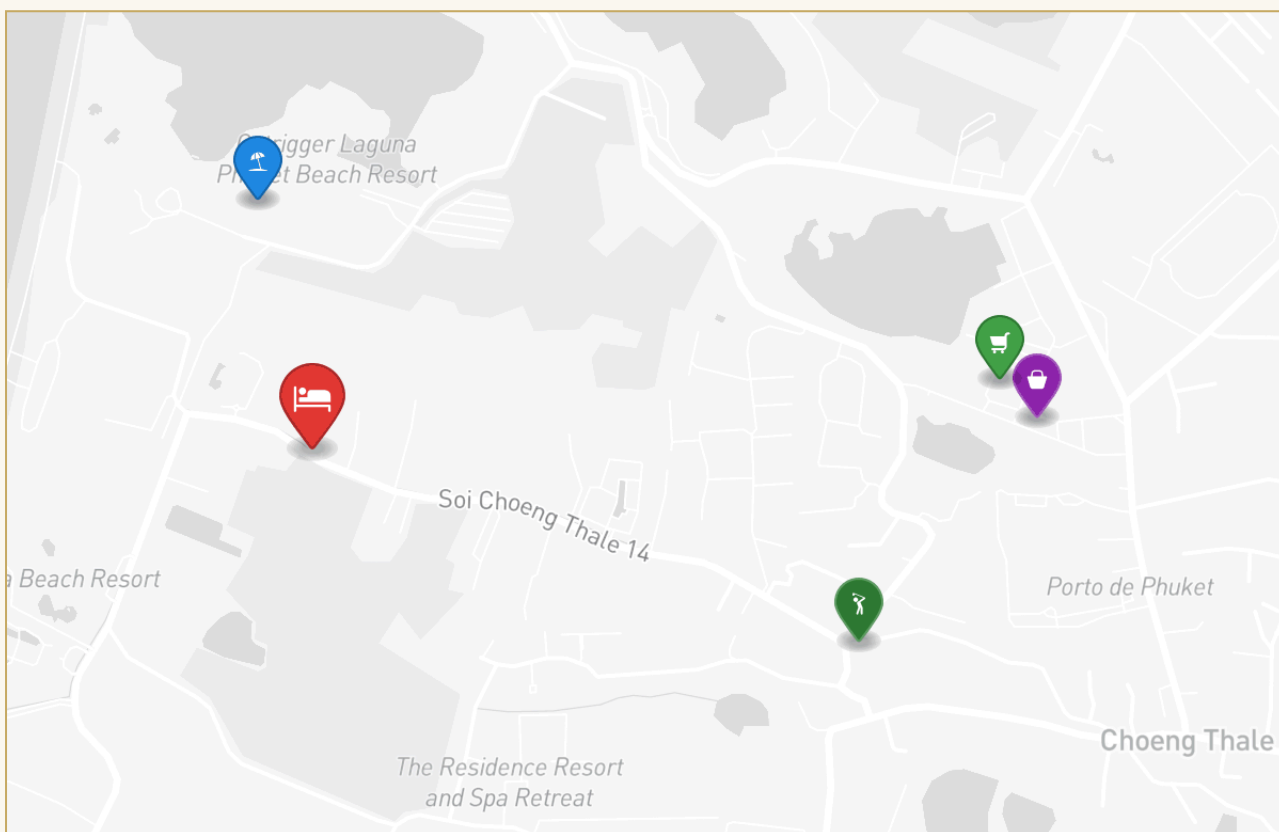 Laguna
Beach Resort
Soi Choeng Thale 14
Beach Resort
Porto de Phuket
Choeng Thale
The Residence Resort
and Spa Retreat